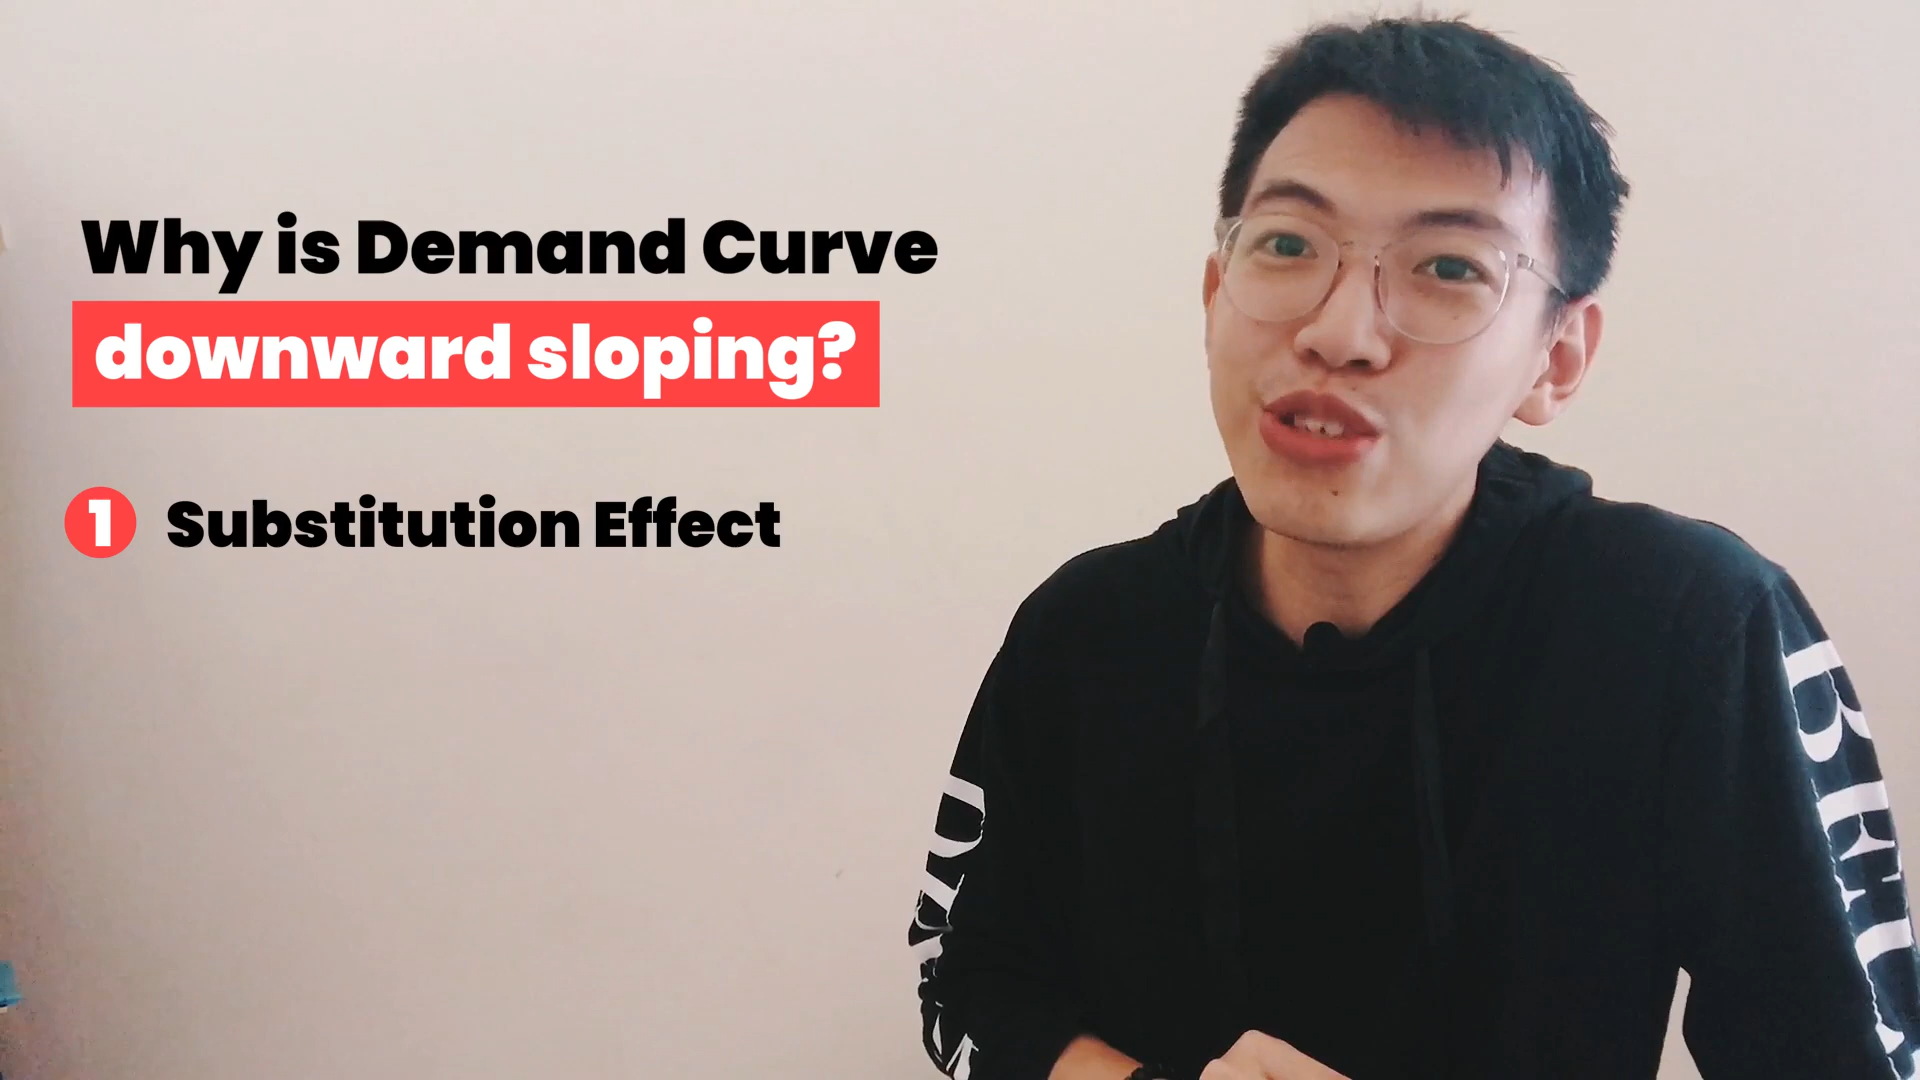 Why is Demand Curve
downward sloping?
1 Substitution Effect